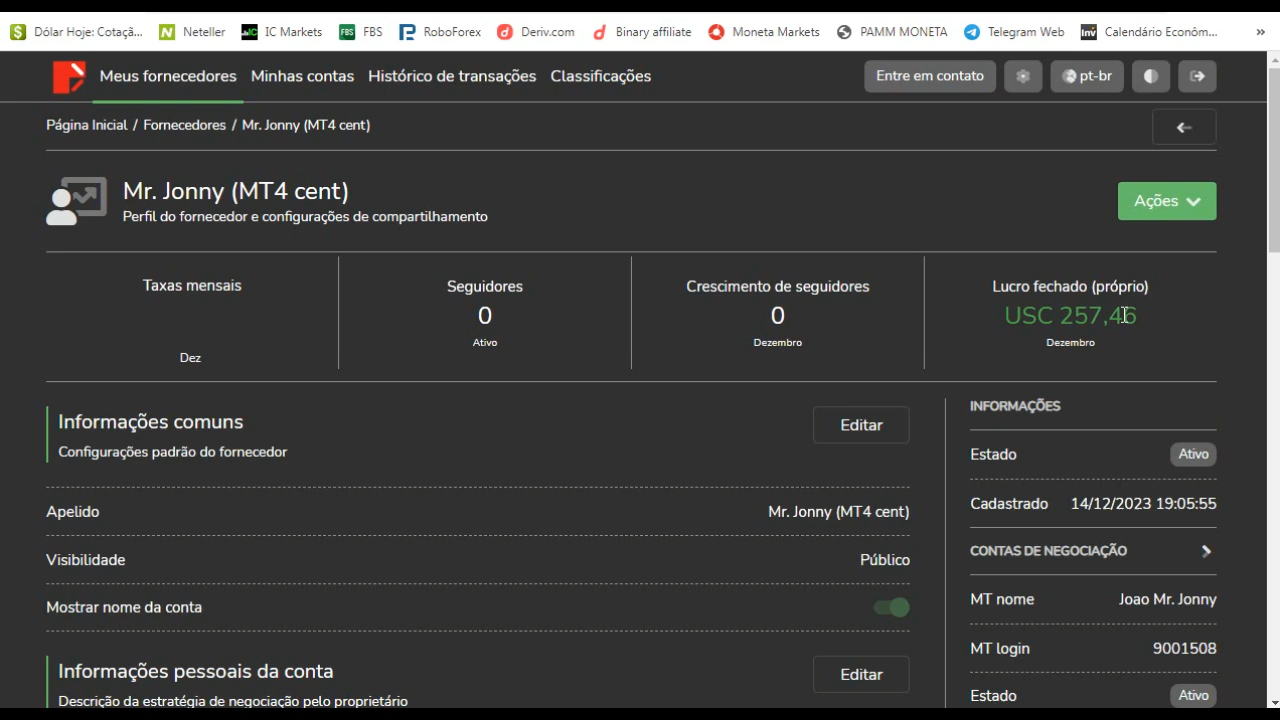 Dólar Hoje: Cotaçã... Neteller IC Markets FBS RoboForex Deriv.com Binary affiliate Moneta Markets PAMM MONETA Telegram Web Calendário Econôm... »
Meus fornecedores Minhas contas Histórico de transações Classificações Entre em contato pt-br
Página Inicial / Fornecedores / Mr. Jonny (MT4 cent)
Mr. Jonny (MT4 cent)
Perfil do fornecedor e configurações de compartilhamento
Ações
Taxas mensais
Dez
Seguidores
0
Ativo
Crescimento de seguidores
0
Dezembro
Lucro fechado (próprio)
USC 257,46
Dezembro
Informações comuns
Configurações padrão do fornecedor
Editar
Apelido Mr. Jonny (MT4 cent)
Visibilidade Público
Mostrar nome da conta
Informações pessoais da conta
Descrição da estratégia de negociação pelo proprietário
Editar
INFORMAÇÕES
Estado Ativo
Cadastrado 14/12/2023 19:05:55
CONTAS DE NEGOCIAÇÃO
MT nome Joao Mr. Jonny
MT login 9001508
Estado Ativo